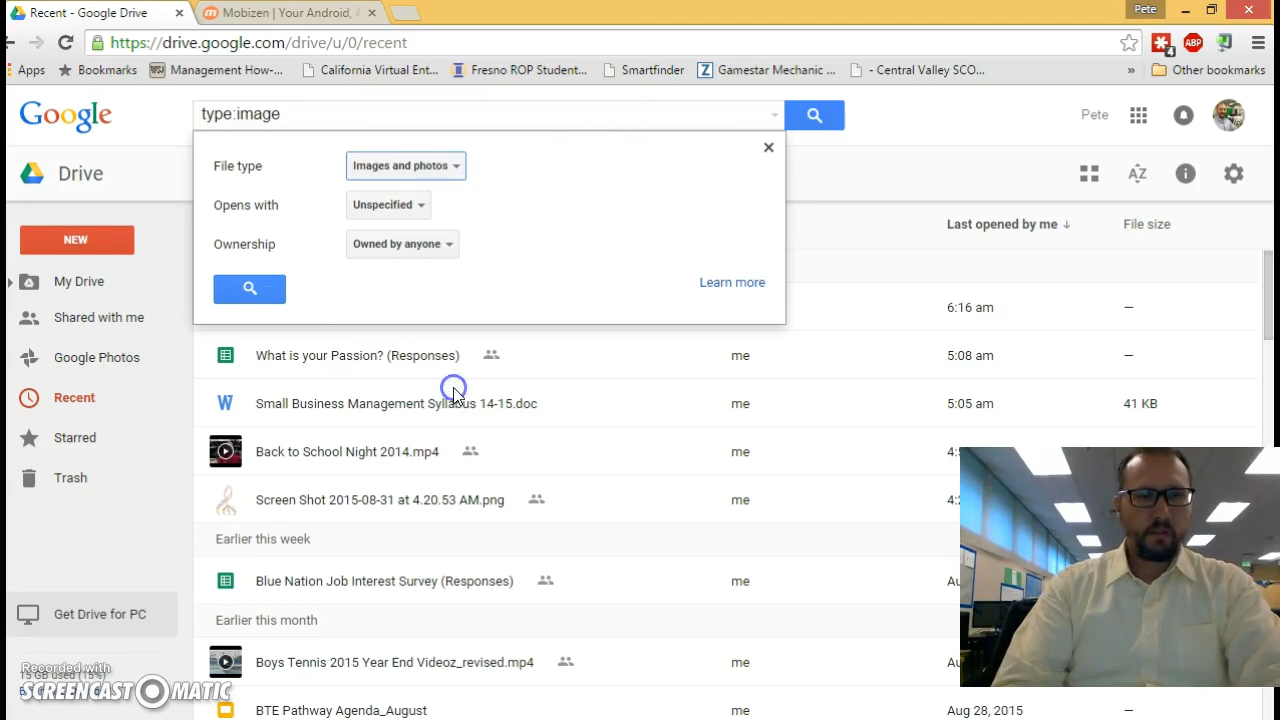 Recent - Google Drive
Mobizen | Your Android, A
Pete
https://drive.google.com/drive/u/0/recent
4
ABP
Apps
Bookmarks
Management How-...
California Virtual Ent...
Fresno ROP Student...
Smartfinder
Gamestar Mechanic ...
- Central Valley SCO...
»
Other bookmarks
Google
type:image
Pete
Drive
File type
Images and photos
Opens with
Unspecified
Ownership
Owned by anyone
Learn more
AZ
Last opened by me
File size
NEW
My Drive
Shared with me
Google Photos
Recent
Starred
Trash
Get Drive for PC
15 GB used (15%)
6:16 am
–
What is your Passion? (Responses)
me
5:08 am
–
W
Small Business Management Syllabus 14-15.doc
me
5:05 am
41 KB
Back to School Night 2014.mp4
me
Screen Shot 2015-08-31 at 4.20.53 AM.png
me
Earlier this week
Blue Nation Job Interest Survey (Responses)
me
Earlier this month
Boys Tennis 2015 Year End Videoz_revised.mp4
me
BTE Pathway Agenda_August
me
Aug 28, 2015
–
Recorded with
SCREENCAST MATIC